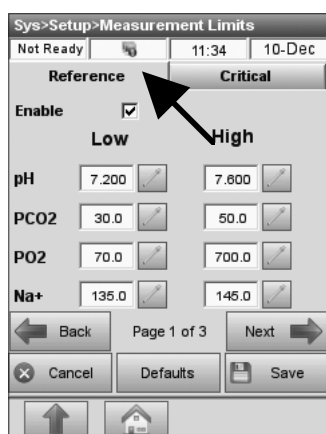 Sys>Setup>Measurement Limits
Not Ready 11:34 10-Dec
Reference Critical
Enable
Low High
pH 7.200 7.600
PCO2 30.0 50.0
PO2 70.0 700.0
Na+ 135.0 145.0
Back Page 1 of 3 Next
Cancel Defaults Save